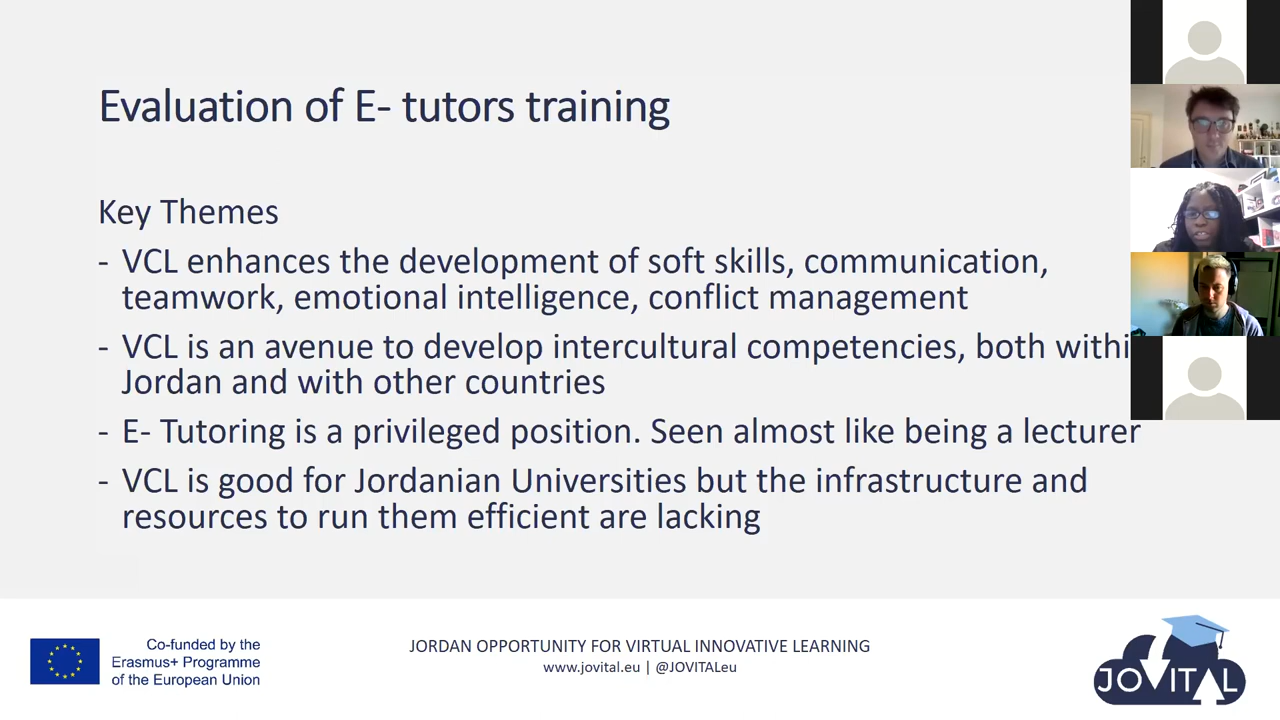 Evaluation of E- tutors training
Key Themes
- VCL enhances the development of soft skills, communication,
teamwork, emotional intelligence, conflict management
- VCL is an avenue to develop intercultural competencies, both withi
Jordan and with other countries
- E- Tutoring is a privileged position. Seen almost like being a lecturer
- VCL is good for Jordanian Universities but the infrastructure and
resources to run them efficient are lacking
Co-funded by the
Erasmus+ Programme
of the European Union
JORDAN OPPORTUNITY FOR VIRTUAL INNOVATIVE LEARNING
www.jovital.eu | @JOVITALeu
JOVITAL